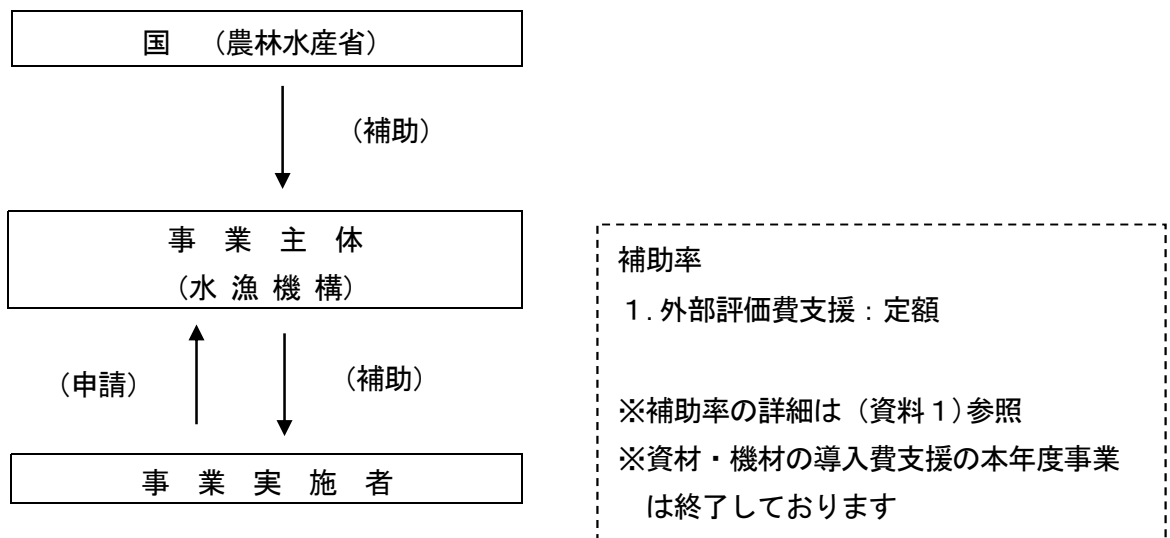 国　（農林水産省）
（補助）
事　業　主　体
（水 漁 機 構）
（申請）
（補助）
事　業　実　施　者
補助率
１．外部評価費支援：定額
※補助率の詳細は（資料１）参照
※資材・機材の導入費支援の本年度事業
は終了しております